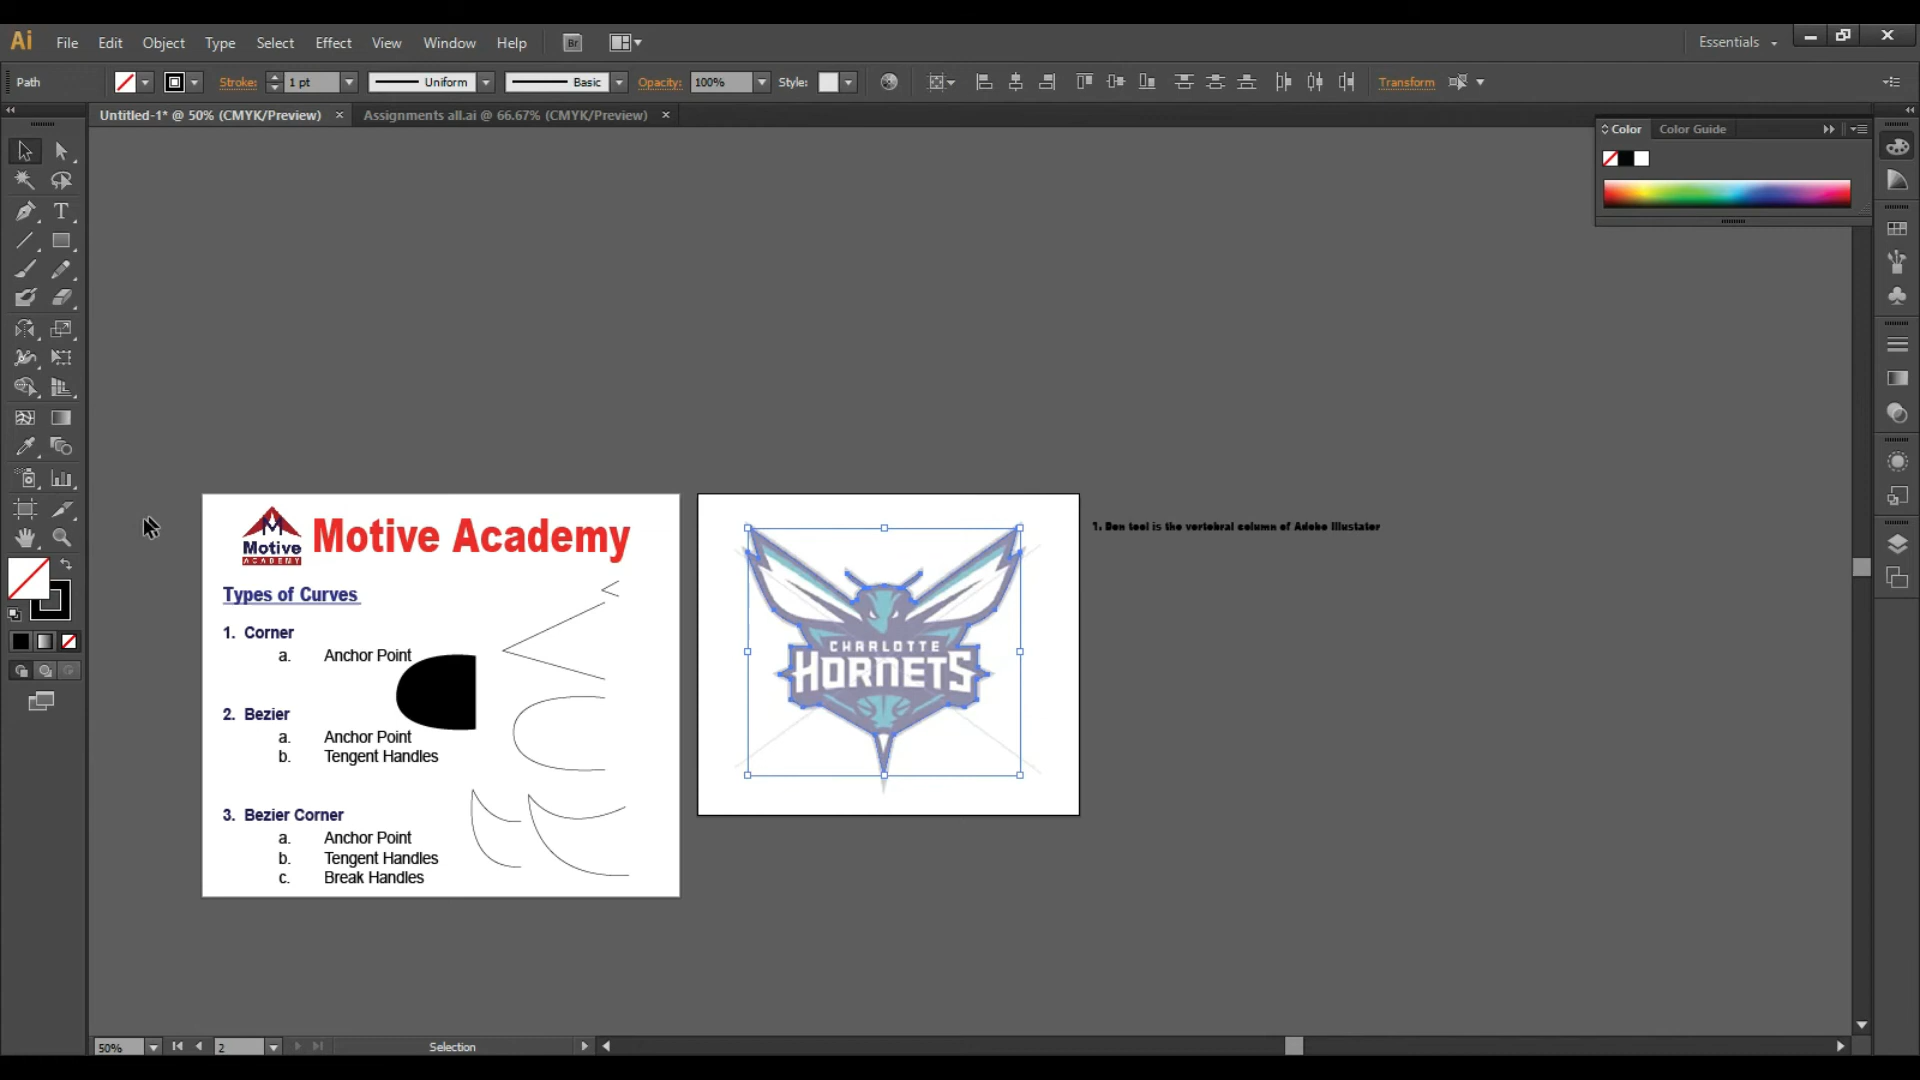 Ai File Edit Object Type Select Effect View Window Help Br Essentials
Path Stroke: 1 pt Uniform Basic Opacity: 100% Style: Transform
Untitled-1* @ 50% (CMYK/Preview) Assignments all.ai @ 66.67% (CMYK/Preview)
Color Color Guide
Motive
ACADEMY
Motive Academy
Types of Curves
1. Corner
a. Anchor Point
2. Bezier
a. Anchor Point
b. Tengent Handles
3. Bezier Corner
a. Anchor Point
b. Tengent Handles
c. Break Handles
CHARLOTTE
HORNETS
1. Pen tool is the vertebral column of Adobe Illustater
50% 2 Selection